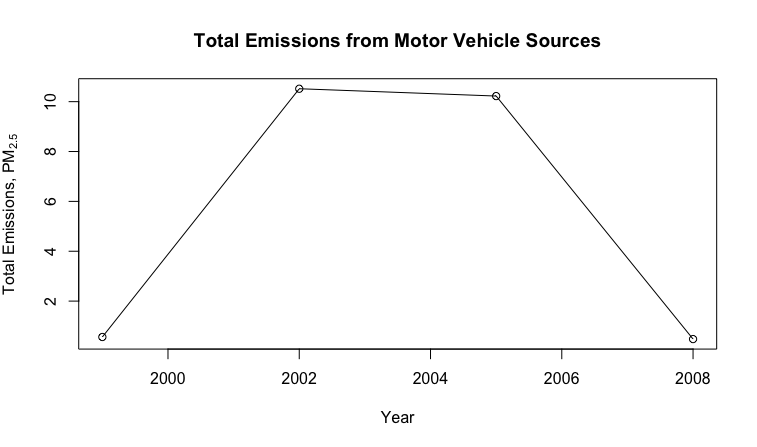 Total Emissions from Motor Vehicle Sources
Total Emissions, PM2.5
10
8
6
4
2
2000 2002 2004 2006 2008
Year